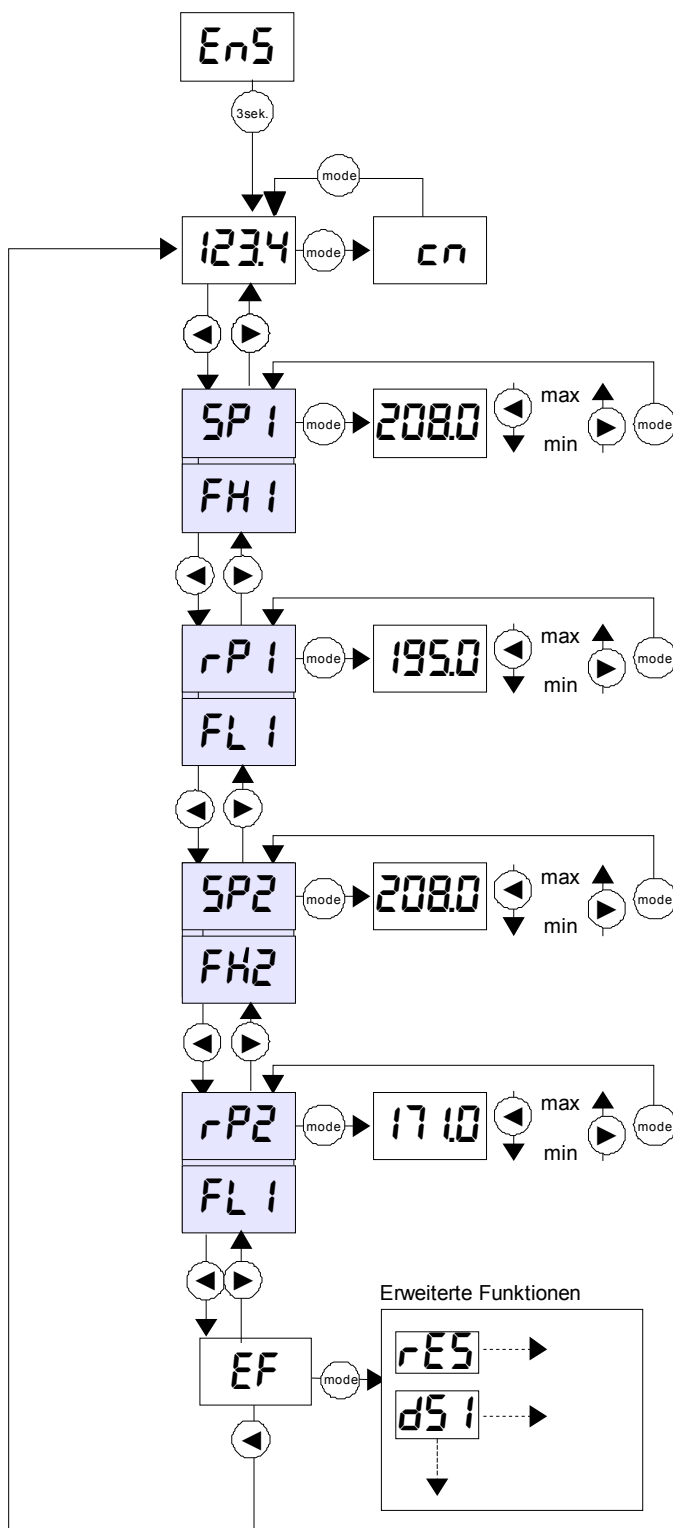 EnS
3sek.
mode
123.4
mode
cn
SP1
mode
208.0
max
min
mode
FH1
rP1
mode
195.0
max
min
mode
FL1
SP2
mode
208.0
max
min
mode
FH2
rP2
mode
171.0
max
min
mode
FL1
Erweiterte Funktionen
EF
mode
rES
dS1